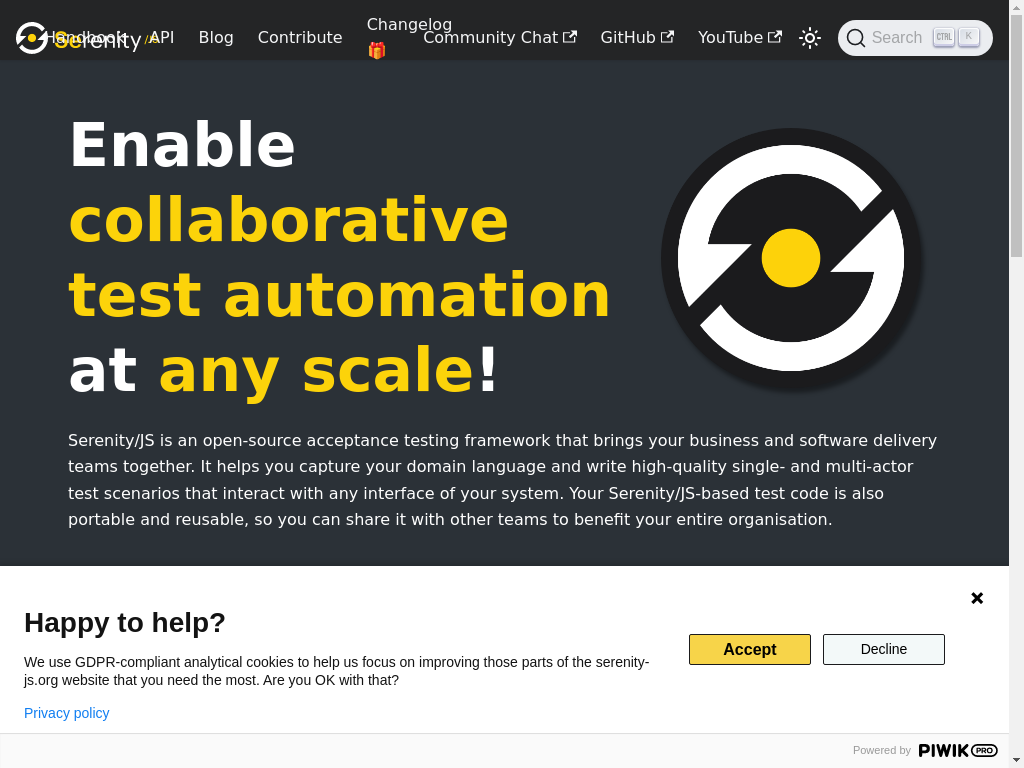 Serenity/JS Handbook API Blog Contribute Changelog 🎁 Community Chat GitHub YouTube Search CTRL K
Enable
collaborative
test automation
at any scale!
Serenity/JS is an open-source acceptance testing framework that brings your business and software delivery
teams together. It helps you capture your domain language and write high-quality single- and multi-actor
test scenarios that interact with any interface of your system. Your Serenity/JS-based test code is also
portable and reusable, so you can share it with other teams to benefit your entire organisation.
Happy to help?
We use GDPR-compliant analytical cookies to help us focus on improving those parts of the serenity-
js.org website that you need the most. Are you OK with that?
Privacy policy
Accept
Decline
Powered by PIWIK PRO